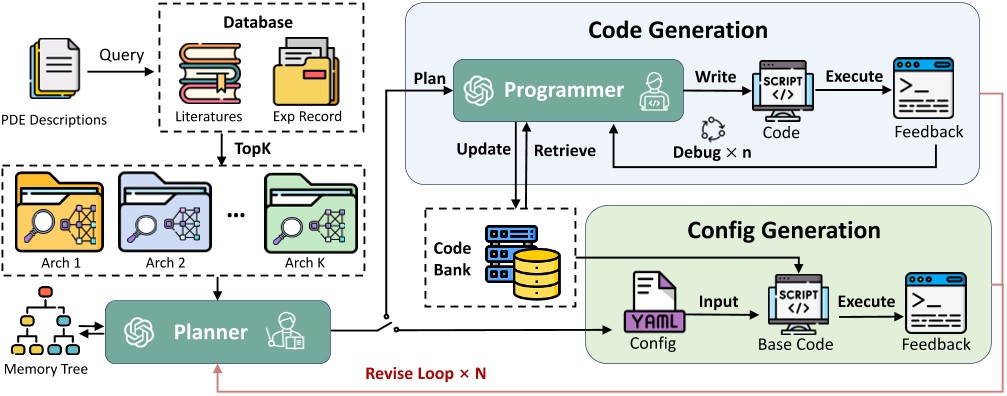 Database
Query
PDE Descriptions
Literatures
Exp Record
TopK
Arch 1
Arch 2
...
Arch K
Memory Tree
Planner
Revise Loop × N
Code Generation
Plan
Programmer
Write
SCRIPT
</>
Code
Execute
>_
Feedback
Debug × n
Update
Retrieve
Code
Bank
Config Generation
YAML
Config
Input
SCRIPT
</>
Base Code
Execute
>_
Feedback